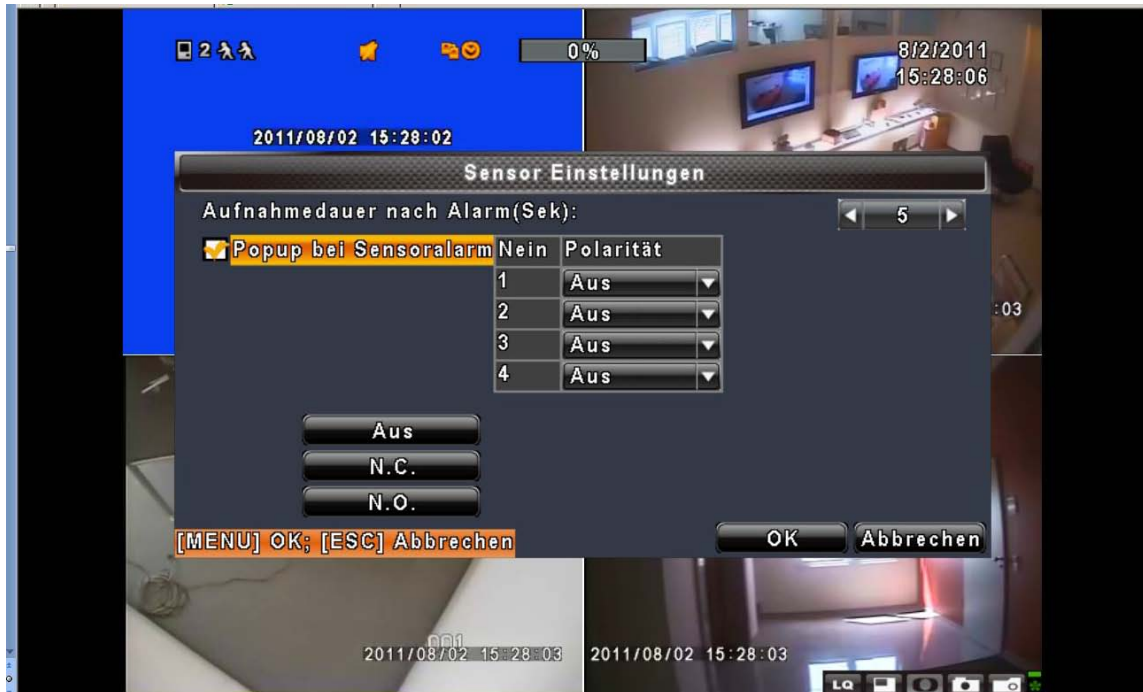 2 0% 8/2/2011
15:28:06
2011/08/02 15:28:02
Sensor Einstellungen
Aufnahmedauer nach Alarm(Sek): 5
Popup bei Sensoralarm Nein Polarität
1 Aus
2 Aus
3 Aus
4 Aus
:03
Aus
N.C.
N.O.
[MENU] OK; [ESC] Abbrechen
OK Abbrechen
001
2011/08/02 15:28:03
2011/08/02 15:28:03
LQ